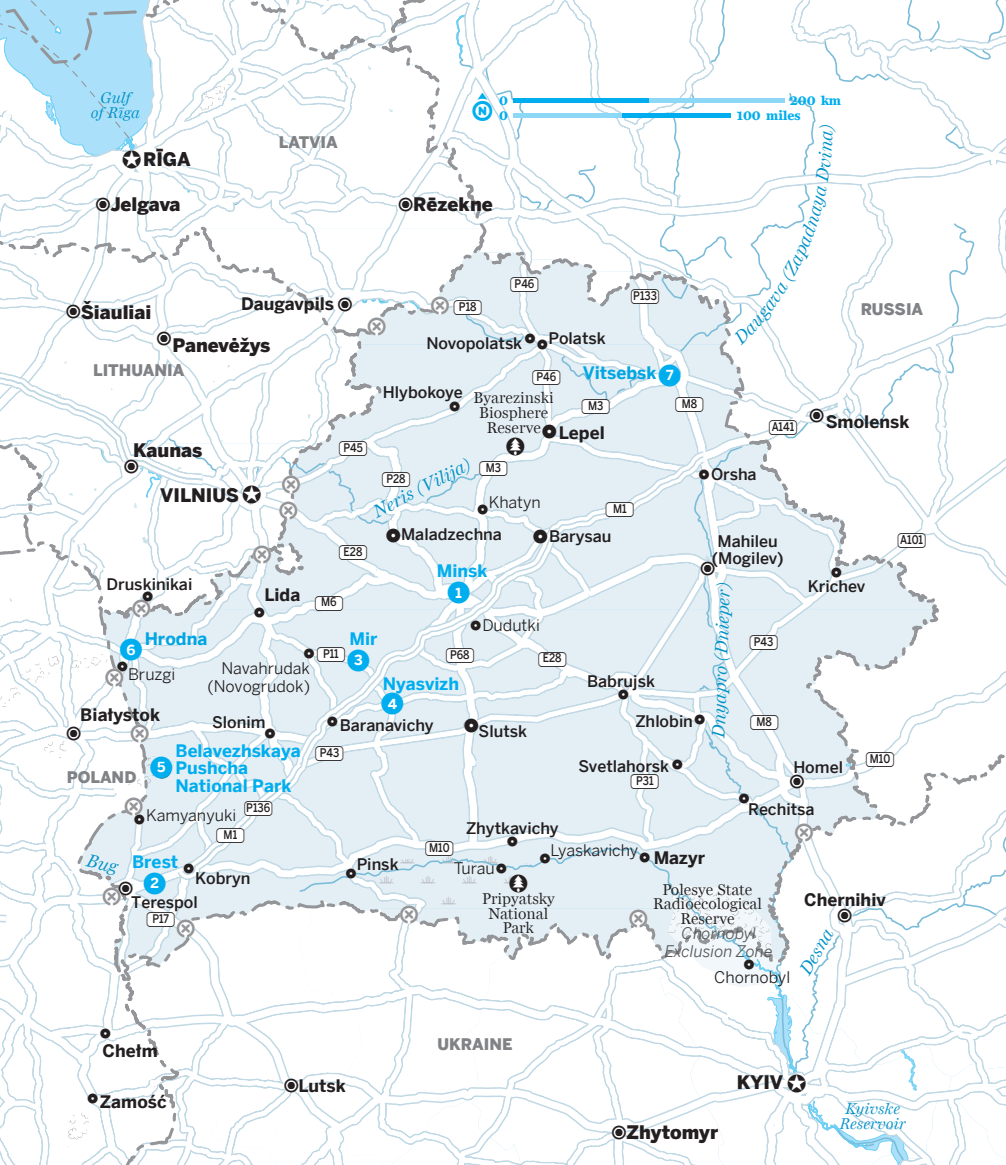 Gulf
of Rīga
N
0
200 km
0
100 miles
LATVIA
RĪGA
Jelgava
Rēzekne
Daugava (Zapadnaya Dvina)
P46
P133
P18
Daugavpils
RUSSIA
Šiauliai
Panevėžys
Novopolatsk
Polatsk
LITHUANIA
P46
Vitsebsk
7
Hlybokoye
Byarezinski
Biosphere
Reserve
M3
M8
Smolensk
A141
Lepel
Kaunas
P45
M3
P28
Neris (Vilija)
Orsha
VILNIUS
Khatyn
M1
Maladzechna
Barysau
Mahileu
(Mogilev)
A101
E28
Minsk
1
Krichev
Druskinikai
Lida
M6
Dnyapro (Dnieper)
Dudutki
Hrodna
6
Mir
3
P11
P68
E28
P43
Bruzgi
Navahrudak
(Novogrudok)
Nyasvizh
4
Babrujsk
Białystok
Slonim
Baranavichy
Slutsk
Zhlobin
M8
Belavezhskaya
Pushcha
National Park
5
P43
POLAND
Svetlahorsk
P31
Homel
M10
Kamyanyuki
P136
Rechitsa
M1
M10
Zhytkavichy
Lyaskavichy
Mazyr
Bug
Brest
2
Kobryn
Pinsk
Turau
Terespol
P17
Pripyatsky
National
Park
Polesye State
Radioecological
Reserve
Chornobyl
Exclusion Zone
Chornobyl
Chernihiv
Desna
Chełm
UKRAINE
Zamość
Lutsk
KYIV
Kyivske
Reservoir
Zhytomyr